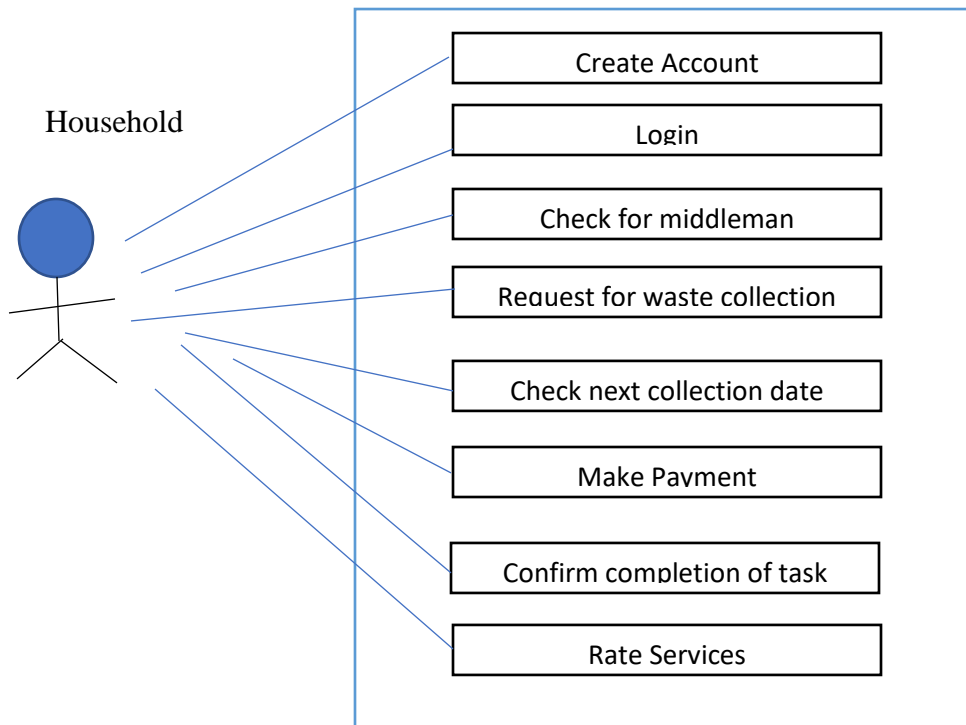 Create Account
Household
Login
Check for middleman
Request for waste collection
Check next collection date
Make Payment
Confirm completion of task
Rate Services